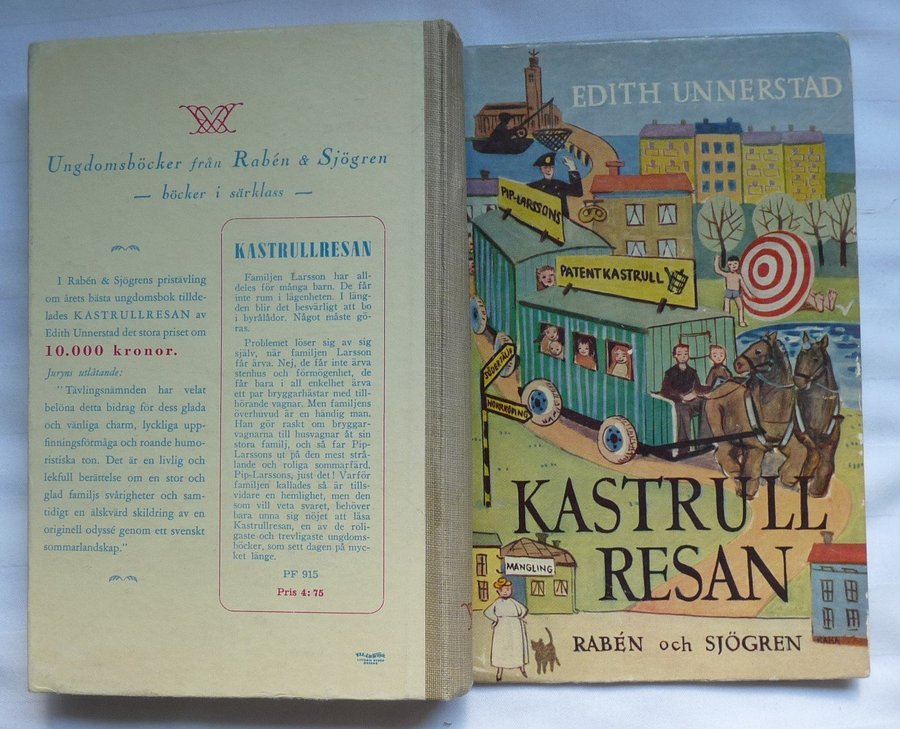 Ungdomsböcker från Rabén & Sjögren
— böcker i särklass —
I Rabén & Sjögrens pristävling
om årets bästa ungdomsbok tillde-
lades KASTRULLRESAN av
Edith Unnerstad det stora priset om
10.000 kronor.
Juryns utlåtande:
"Tävlingsnämnden har velat
belöna detta bidrag för dess glada
och vänliga charm, lyckliga upp-
finningsförmåga och roande humo-
ristiska ton. Det är en livlig och
lekfull berättelse om en stor och
glad familjs svårigheter och sam-
tidigt en älskvärd skildring av en
originell odyssé genom ett svenskt
sommarlandskap."
KASTRULLRESAN
Familjen Larsson har all-
deles för många barn. De får
inte rum i lägenheten. I läng-
den blir det besvärligt att bo
i byrålådor. Något måste gö-
ras.
Problemet löser sig av sig
själv, när familjen Larsson
får ärva. Nej, de får inte ärva
stenhus och förmögenhet, de
får bara i all enkelhet ärva
ett par bryggarhästar med till-
hörande vagnar. Men familjens
överhuvud är en händig man.
Han gör raskt om bryggar-
vagnarna till husvagnar åt sin
stora familj, och så far Pip-
Larssons ut på den mest strå-
lande och roliga sommarfärd.
Pip-Larssons, just det! Varför
familjen kallades så är tills-
vidare en hemlighet, men den
som vill veta svaret, behöver
bara unna sig nöjet att läsa
Kastrullresan, en av de roli-
gaste och trevligaste ungdoms-
böcker, som sett dagen på myc-
ket länge.
PF 915
Pris 4:75
EDITH UNNERSTAD
PIP-LARSSONS
PATENTKASTRULL
SÖDERTÄLJE
NORRKÖPING
KASTRULL
RESAN
MANGLING
RABÉN och SJÖGREN